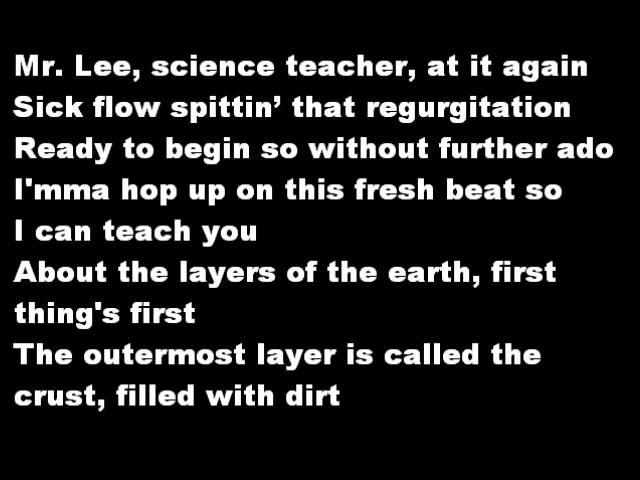 Mr. Lee, science teacher, at it again
Sick flow spittin’ that regurgitation
Ready to begin so without further ado
I'mma hop up on this fresh beat so
I can teach you
About the layers of the earth, first
thing's first
The outermost layer is called the
crust, filled with dirt